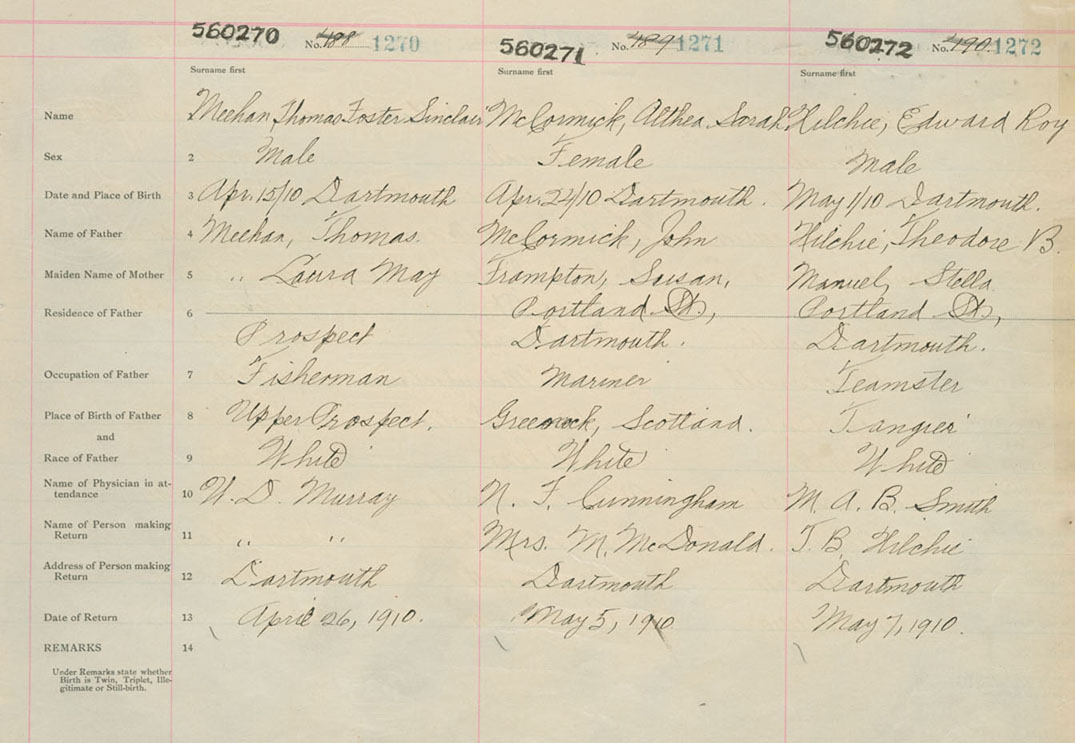 560270 No. 488 1270 560271 No. 489 1271 560272 No. 490 1272
Surname first Surname first Surname first
Name Meehan, Thomas Foster Sinclair McCormick, Althea Sarah Hilchie, Edward Roy
Sex 2 Male Female Male
Date and Place of Birth 3 Apr. 15/10 Dartmouth Apr. 22/10 Dartmouth. May 1/10 Dartmouth.
Name of Father 4 Meehan, Thomas. McCormick, John Hilchie, Theodore B.
Maiden Name of Mother 5 " Laura May Frampton, Susan, Manuel, Stella
Residence of Father 6 Portland St., Portland St.,
Prospect Dartmouth. Dartmouth.
Occupation of Father 7 Fisherman Mariner Teamster
Place of Birth of Father 8 Upper Prospect. Greenock, Scotland. Tangier
and
Race of Father 9 White White White
Name of Physician in at-
tendance 10 W. D. Murray N. F. Cunningham M. A. B. Smith
Name of Person making
Return 11 " " Mrs. M. McDonald. T. B. Hilchie
Address of Person making
Return 12 Dartmouth Dartmouth Dartmouth
Date of Return 13 April 26, 1910. May 5, 1910 May 7, 1910.
REMARKS 14
Under Remarks state whether
Birth is Twin, Triplet, Ille-
gitimate or Still-birth.